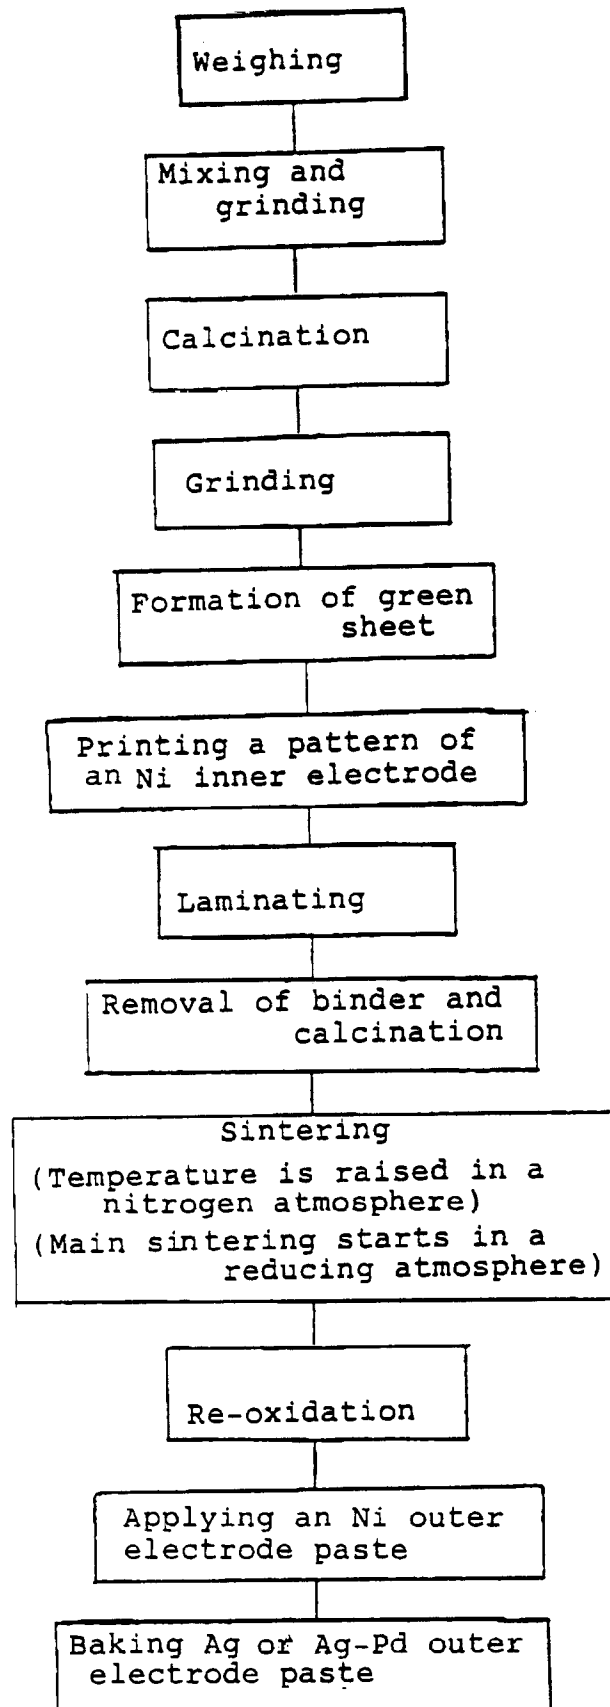 Weighing
Mixing and
grinding
Calcination
Grinding
Formation of green
sheet
Printing a pattern of
an Ni inner electrode
Laminating
Removal of binder and
calcination
Sintering
(Temperature is raised in a
nitrogen atmosphere)
(Main sintering starts in a
reducing atmosphere)
Re-oxidation
Applying an Ni outer
electrode paste
Baking Ag or Ag-Pd outer
electrode paste